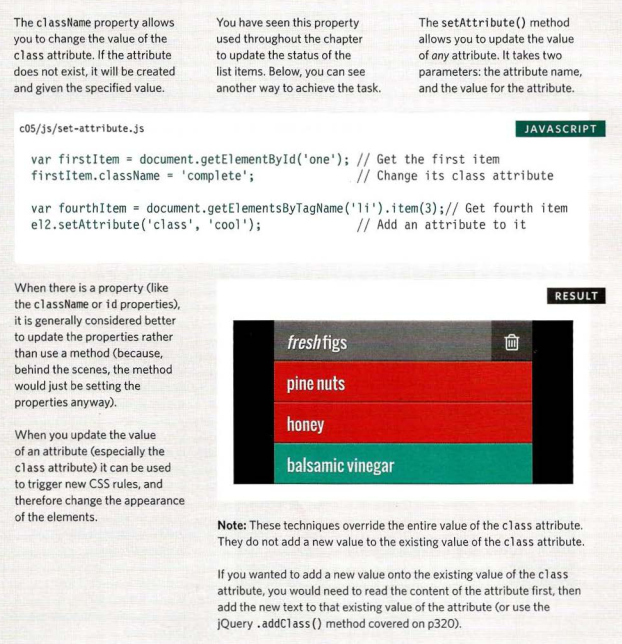 The className property allows
you to change the value of the
class attribute. If the attribute
does not exist, it will be created
and given the specified value.
You have seen this property
used throughout the chapter
to update the status of the
list items. Below, you can see
another way to achieve the task.
The setAttribute() method
allows you to update the value
of any attribute. It takes two
parameters: the attribute name,
and the value for the attribute.
c05/js/set-attribute.js
JAVASCRIPT
var firstItem = document.getElementById('one'); // Get the first item
firstItem.className = 'complete'; // Change its class attribute
var fourthItem = document.getElementsByTagName('li').item(3);// Get fourth item
el2.setAttribute('class', 'cool'); // Add an attribute to it
When there is a property (like
the className or id properties),
it is generally considered better
to update the properties rather
than use a method (because,
behind the scenes, the method
would just be setting the
properties anyway).
When you update the value
of an attribute (especially the
class attribute) it can be used
to trigger new CSS rules, and
therefore change the appearance
of the elements.
RESULT
fresh figs
pine nuts
honey
balsamic vinegar
Note: These techniques override the entire value of the class attribute.
They do not add a new value to the existing value of the class attribute.
If you wanted to add a new value onto the existing value of the class
attribute, you would need to read the content of the attribute first, then
add the new text to that existing value of the attribute (or use the
jQuery .addClass() method covered on p320).